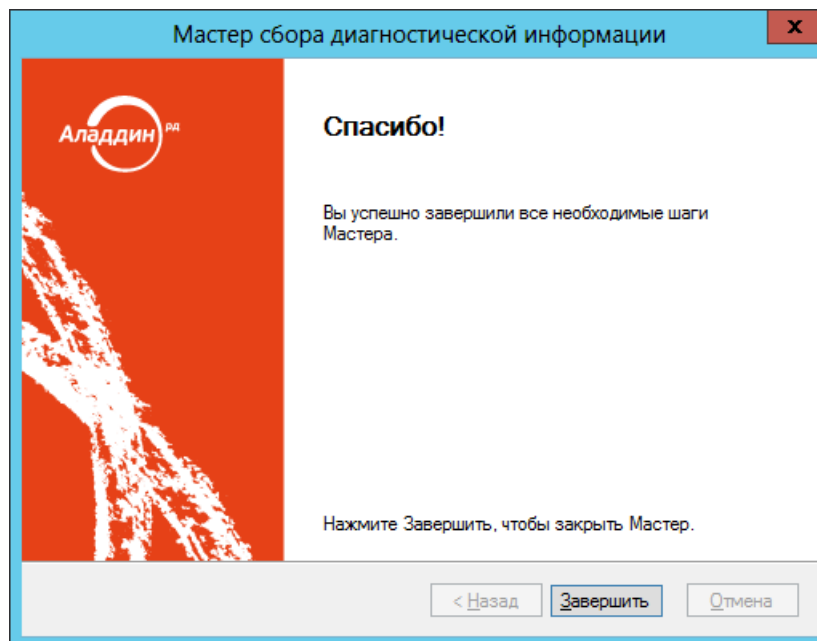 Мастер сбора диагностической информации
x
Аладдин РД
Спасибо!
Вы успешно завершили все необходимые шаги
Мастера.
Нажмите Завершить, чтобы закрыть Мастер.
< Назад
Завершить
Отмена